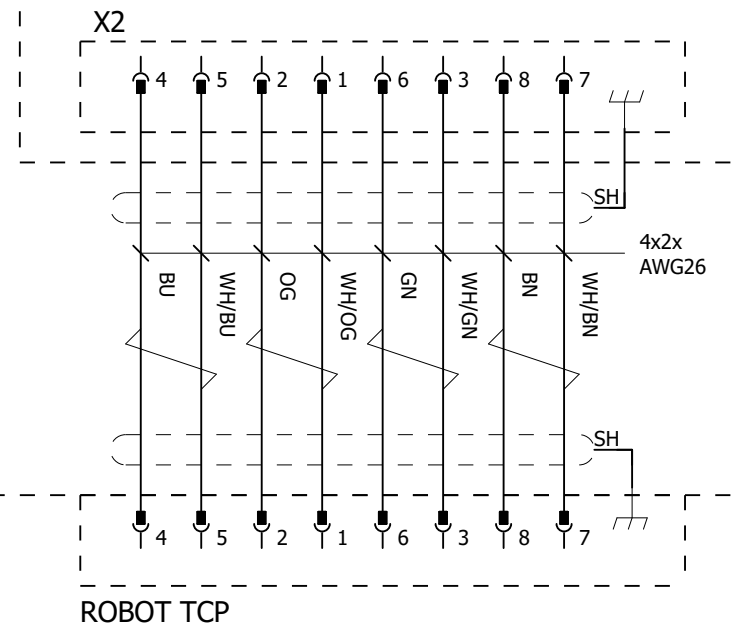 X2
4 5 2 1 6 3 8 7
SH
4x2x
AWG26
BU WH/BU OG WH/OG GN WH/GN BN WH/BN
SH
4 5 2 1 6 3 8 7
ROBOT TCP